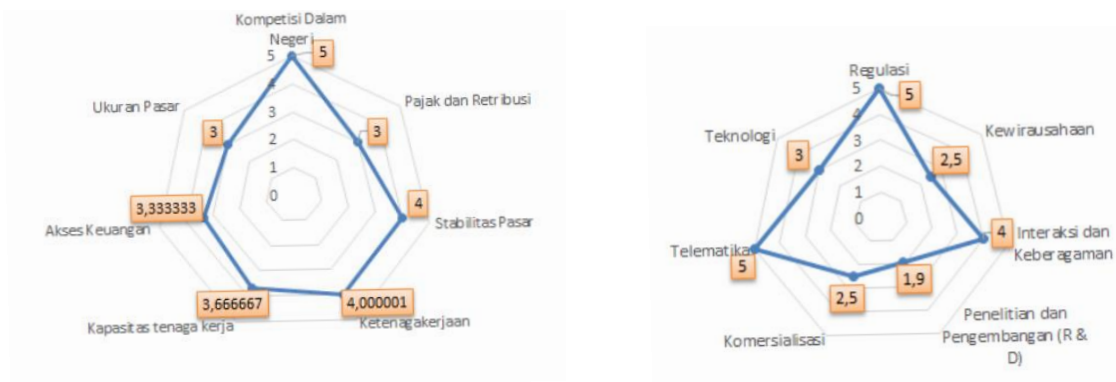 Kompetisi Dalam
Negeri
5
5
4
3
2
1
0
Pajak dan Retribusi
3
Stabilitas Pasar
4
Ketenagakerjaan
4,000001
Kapasitas tenaga kerja
3,666667
Akses Keuangan
3,333333
Ukuran Pasar
3
Regulasi
5
5
4
3
2
1
0
Kewirausahaan
2,5
Interaksi dan
Keberagaman
4
Penelitian dan
Pengembangan (R &
D)
1,9
Komersialisasi
2,5
Telematika
5
Teknologi
3